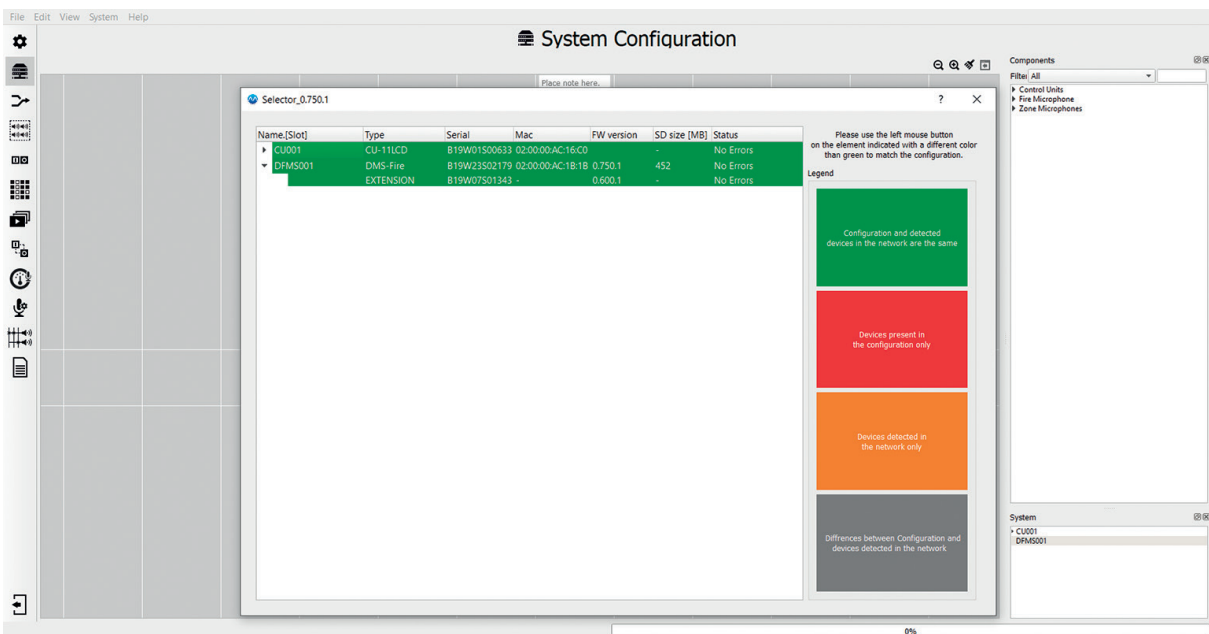 File Edit View System Help
System Configuration
Place note here.
Selector_0.750.1
? ×
Name.[Slot] Type Serial Mac FW version SD size [MB] Status
CU001 CU-11LCD B19W01S00633 02:00:00:AC:16:C0 - No Errors
DFMS001 DMS-Fire B19W23S02179 02:00:00:AC:1B:1B 0.750.1 452 No Errors
EXTENSION B19W07S01343 - 0.600.1 - No Errors
Please use the left mouse button
on the element indicated with a different color
than green to match the configuration.
Legend
Configuration and detected
devices in the network are the same
Devices present in
the configuration only
Devices detected in
the network only
Diffrences between Configuration and
devices detected in the network
Components
Filter All
Control Units
Fire Microphone
Zone Microphones
System
CU001
DFMS001
0%